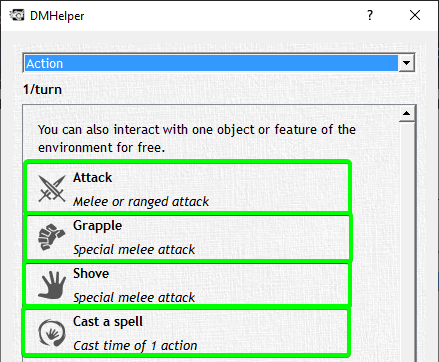 DMHelper
?
Action
1/turn
You can also interact with one object or feature of the
environment for free.
Attack
Melee or ranged attack
Grapple
Special melee attack
Shove
Special melee attack
Cast a spell
Cast time of 1 action